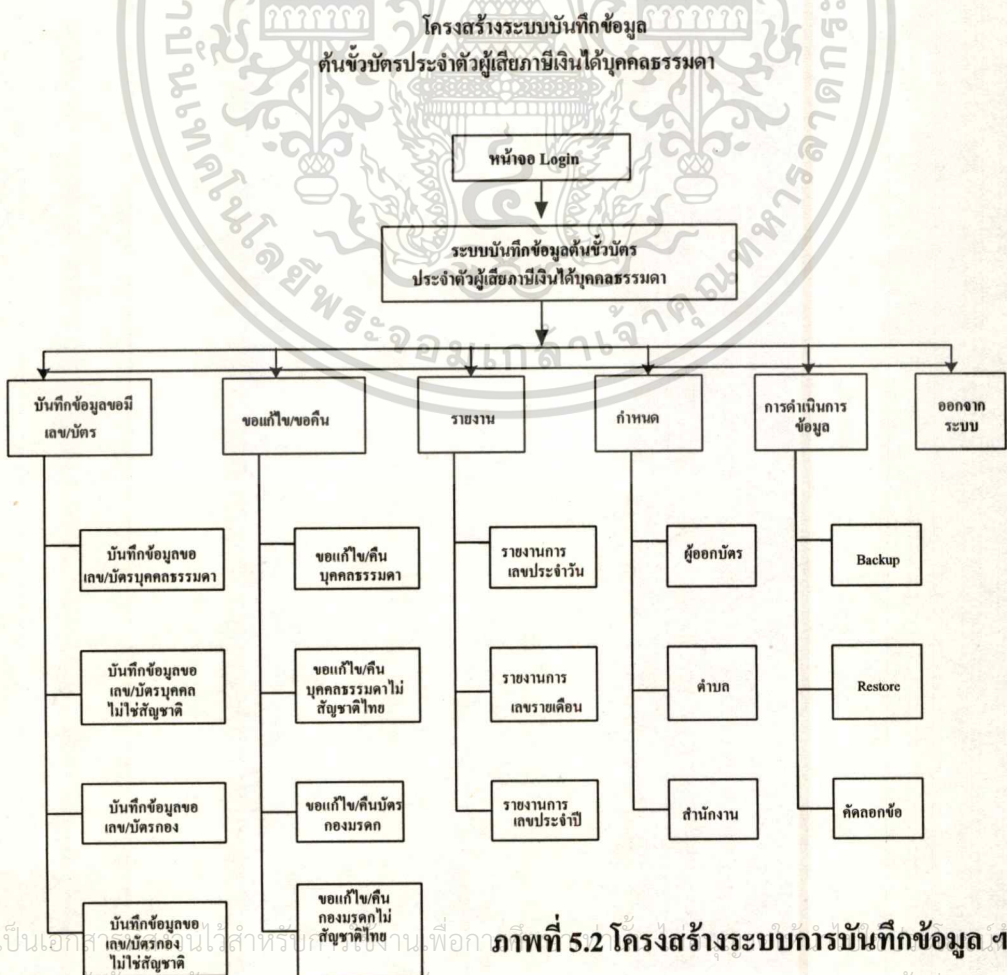 โครงสร้างระบบบันทึกข้อมูล
ต้นขั้วบัตรประจำตัวผู้เสียภาษีเงินได้บุคคลธรรมดา
หน้าจอ Login
ระบบบันทึกข้อมูลต้นขั้วบัตร
ประจำตัวผู้เสียภาษีเงินได้บุคคลธรรมดา
บันทึกข้อมูลขอมี
เลข/บัตร
ขอแก้ไข/ขอคืน
รายงาน
กำหนด
การดำเนินการ
ข้อมูล
ออกจาก
ระบบ
บันทึกข้อมูลขอ
เลข/บัตรบุคคลธรรมดา
ขอแก้ไข/คืน
บุคคลธรรมดา
รายงานการ
เลขประจำวัน
ผู้ออกบัตร
Backup
บันทึกข้อมูลขอ
เลข/บัตรบุคคล
ไม่ใช่สัญชาติ
ขอแก้ไข/คืน
บุคคลธรรมดาไม่
สัญชาติไทย
รายงานการ
เลขรายเดือน
ตำบล
Restore
บันทึกข้อมูลขอ
เลข/บัตรกอง
ขอแก้ไข/คืนบัตร
กองมรดก
รายงานการ
เลขประจำปี
สำนักงาน
คัดลอกข้อ
บันทึกข้อมูลขอ
เลข/บัตรกอง
ไม่ใช่สัญชาติ
ขอแก้ไข/คืน
กองมรดกไม่
สัญชาติไทย
ภาพที่ 5.2 โครงสร้างระบบการบันทึกข้อมูล ฯ